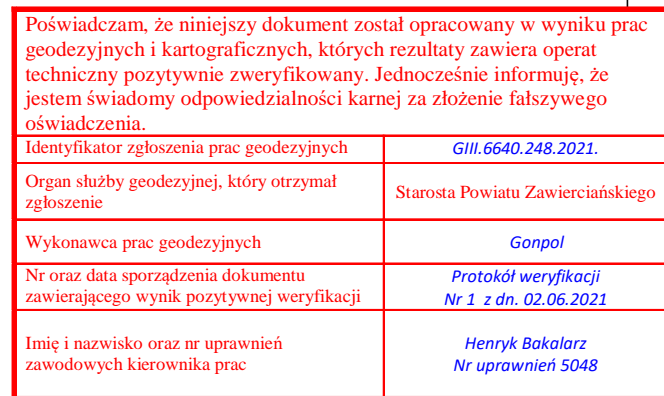 Poświadczam, że niniejszy dokument został opracowany w wyniku prac
geodezyjnych i kartograficznych, których rezultaty zawiera operat
techniczny pozytywnie zweryfikowany. Jednocześnie informuję, że
jestem świadomy odpowiedzialności karnej za złożenie fałszywego
oświadczenia.
Identyfikator zgłoszenia prac geodezyjnych GIII.6640.248.2021.
Organ służby geodezyjnej, który otrzymał
zgłoszenie
Starosta Powiatu Zawierciańskiego
Wykonawca prac geodezyjnych Gonpol
Nr oraz data sporządzenia dokumentu
zawierającego wynik pozytywnej weryfikacji
Protokół weryfikacji
Nr 1 z dn. 02.06.2021
Imię i nazwisko oraz nr uprawnień
zawodowych kierownika prac
Henryk Bakalarz
Nr uprawnień 5048